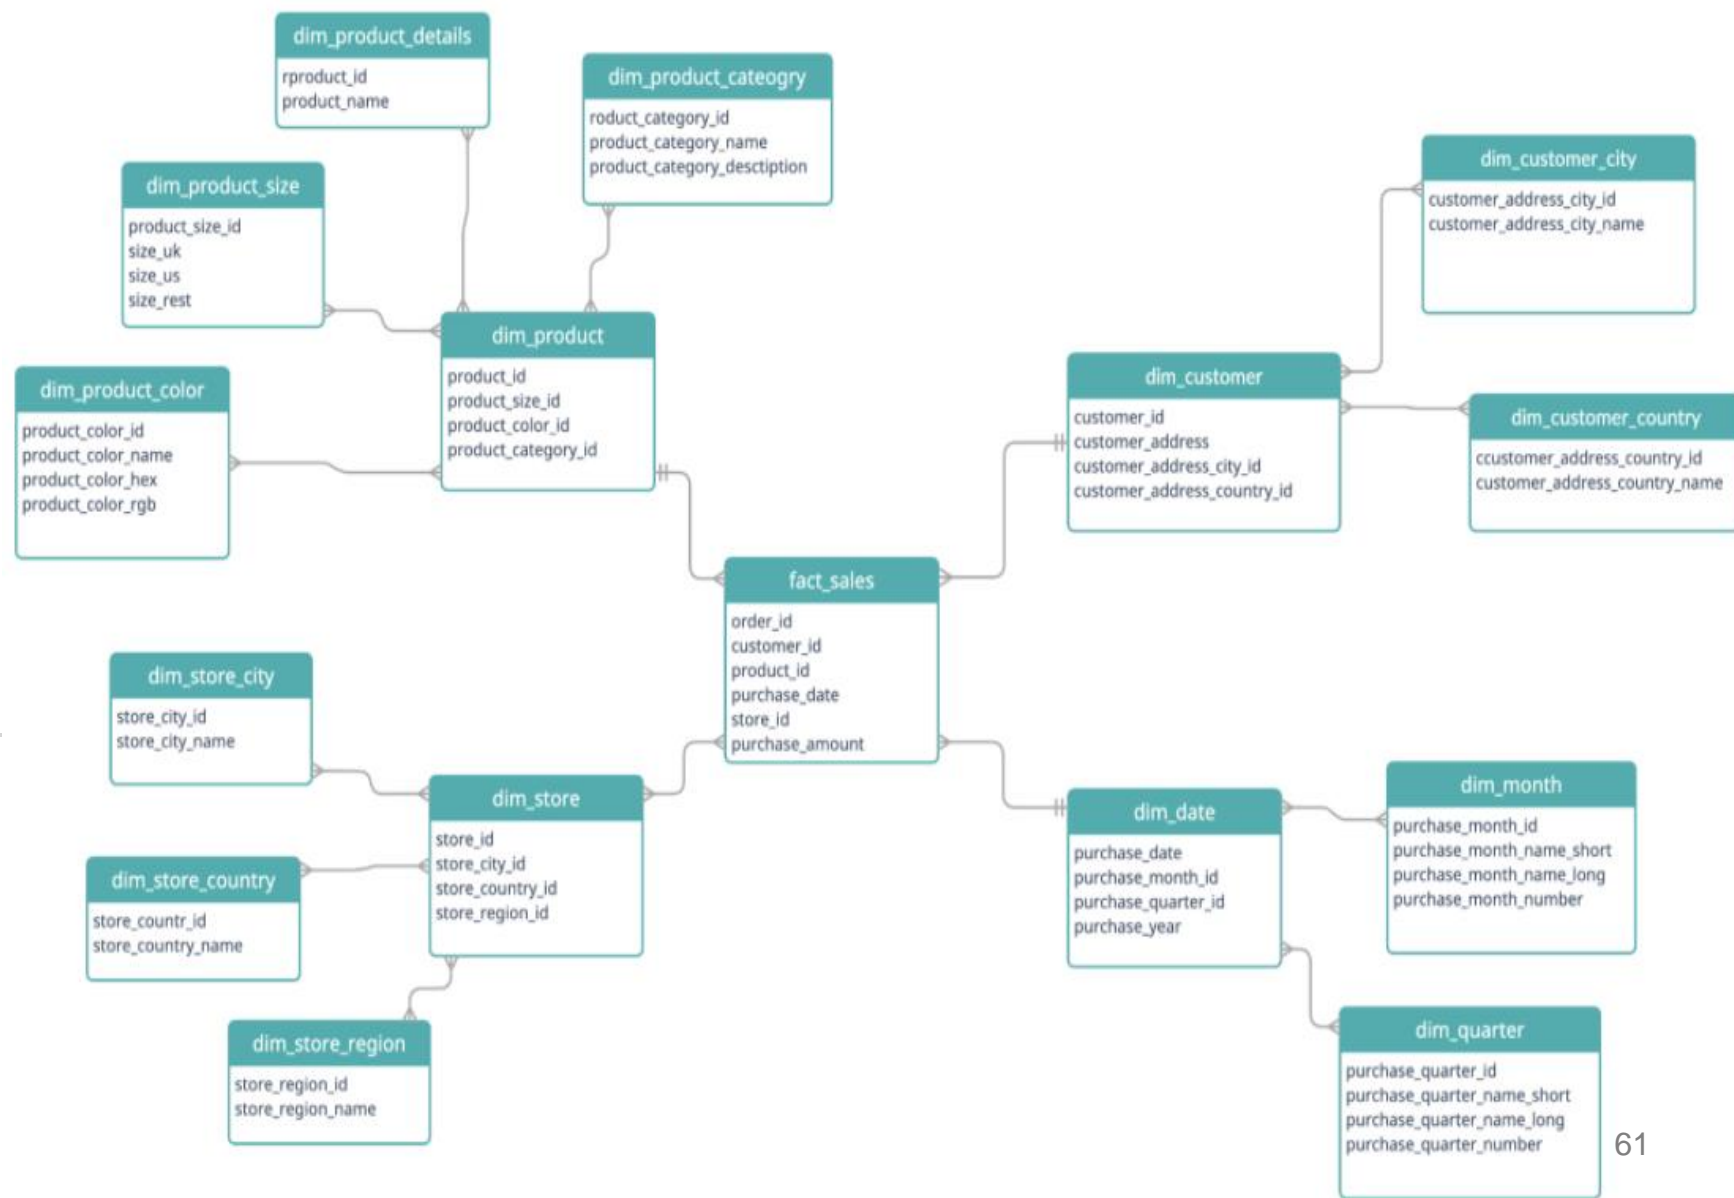 dim_product_details
rproduct_id
product_name
dim_product_cateogry
roduct_category_id
product_category_name
product_category_desctiption
dim_product_size
product_size_id
size_uk
size_us
size_rest
dim_product_color
product_color_id
product_color_name
product_color_hex
product_color_rgb
dim_product
product_id
product_size_id
product_color_id
product_category_id
dim_customer_city
customer_address_city_id
customer_address_city_name
dim_customer
customer_id
customer_address
customer_address_city_id
customer_address_country_id
dim_customer_country
ccustomer_address_country_id
customer_address_country_name
fact_sales
order_id
customer_id
product_id
purchase_date
store_id
purchase_amount
dim_store_city
store_city_id
store_city_name
dim_store
store_id
store_city_id
store_country_id
store_region_id
dim_store_country
store_countr_id
store_country_name
dim_store_region
store_region_id
store_region_name
dim_date
purchase_date
purchase_month_id
purchase_quarter_id
purchase_year
dim_month
purchase_month_id
purchase_month_name_short
purchase_month_name_long
purchase_month_number
dim_quarter
purchase_quarter_id
purchase_quarter_name_short
purchase_quarter_name_long
purchase_quarter_number
61